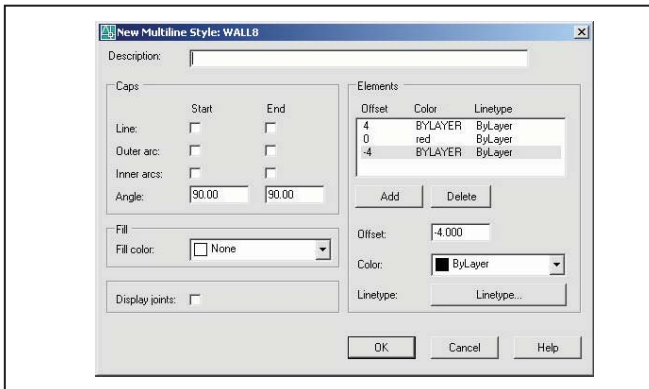 New Multiline Style: WALL8
Description:
Caps
Start End
Line:
Outer arc:
Inner arcs:
Angle: 90.00 90.00
Fill
Fill color: None
Display joints:
Elements
Offset Color Linetype
4 BYLAYER ByLayer
0 red ByLayer
-4 BYLAYER ByLayer
Add Delete
Offset: -4.000
Color: ByLayer
Linetype: Linetype...
OK Cancel Help